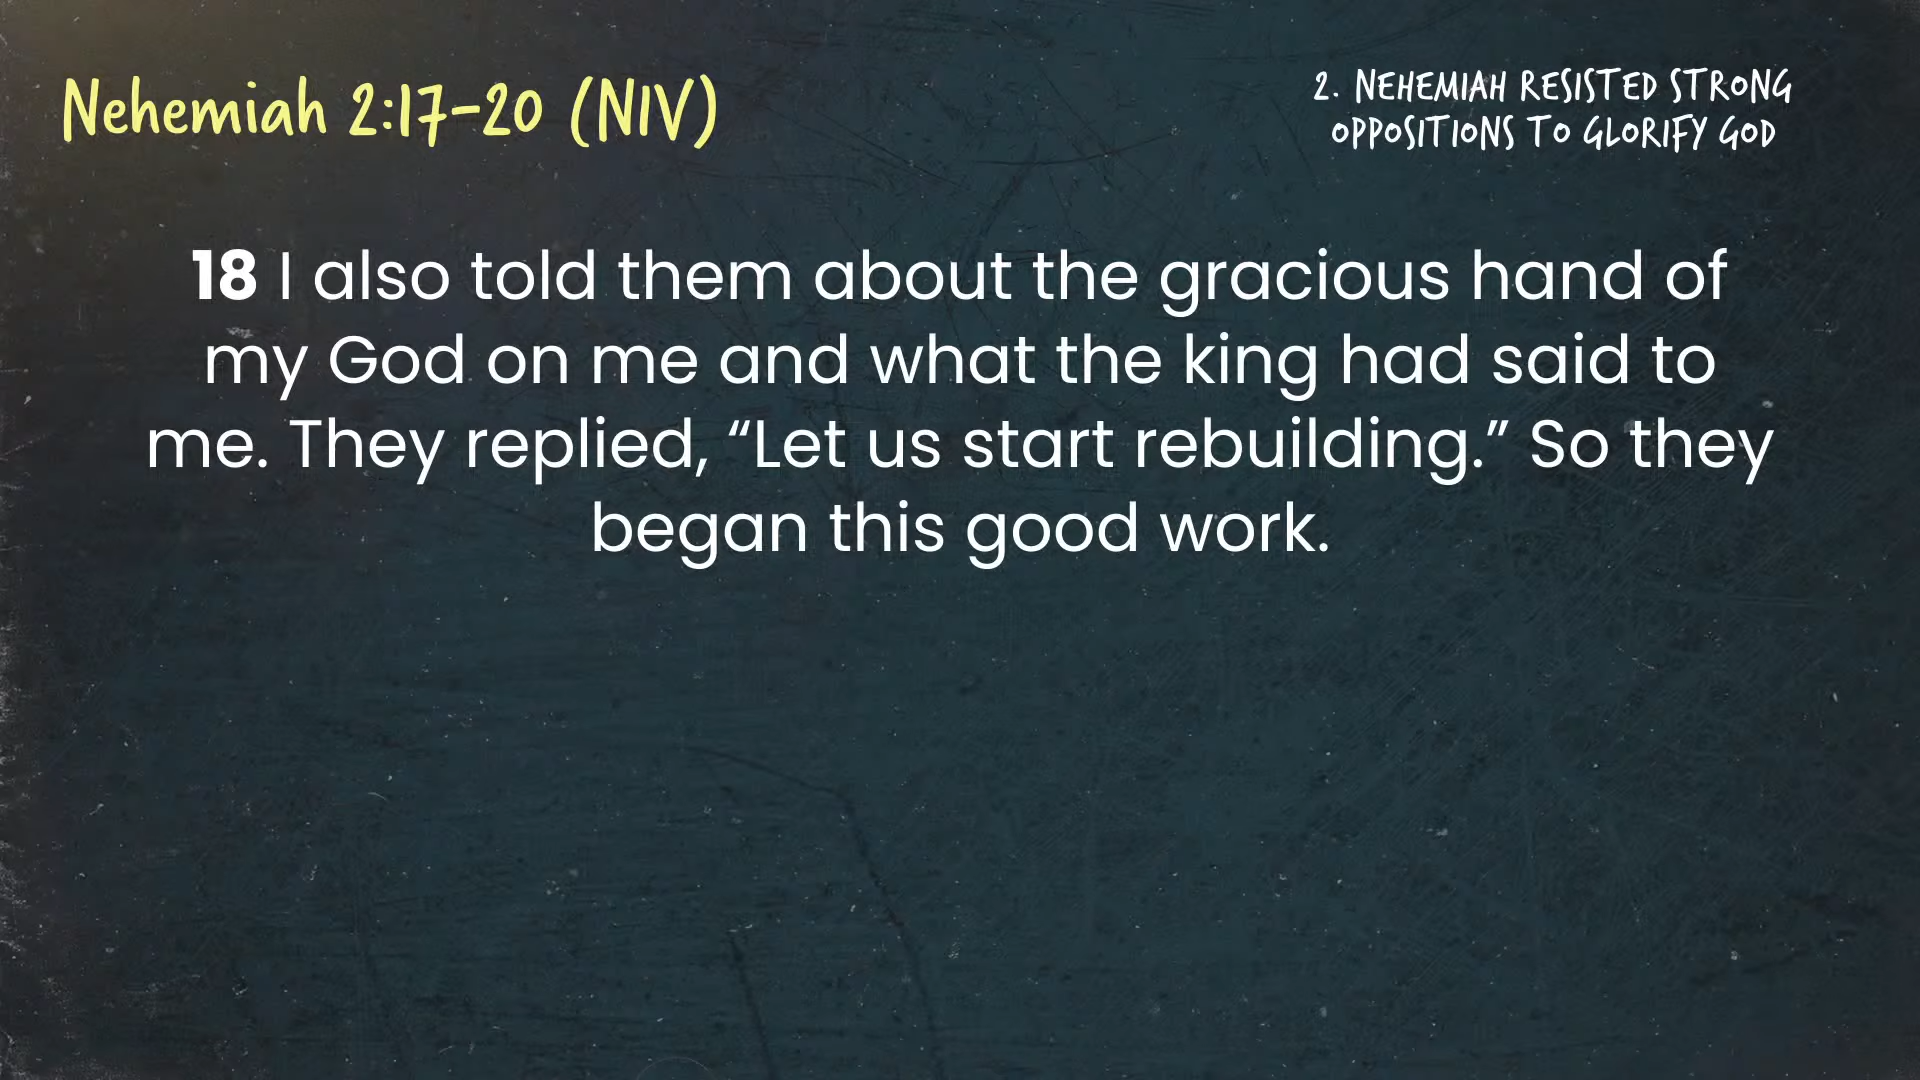 Nehemiah 2:17-20 (NIV)
2. NEHEMIAH RESISTED STRONG
OPPOSITIONS TO GLORIFY GOD
18 I also told them about the gracious hand of
my God on me and what the king had said to
me. They replied, “Let us start rebuilding.” So they
began this good work.